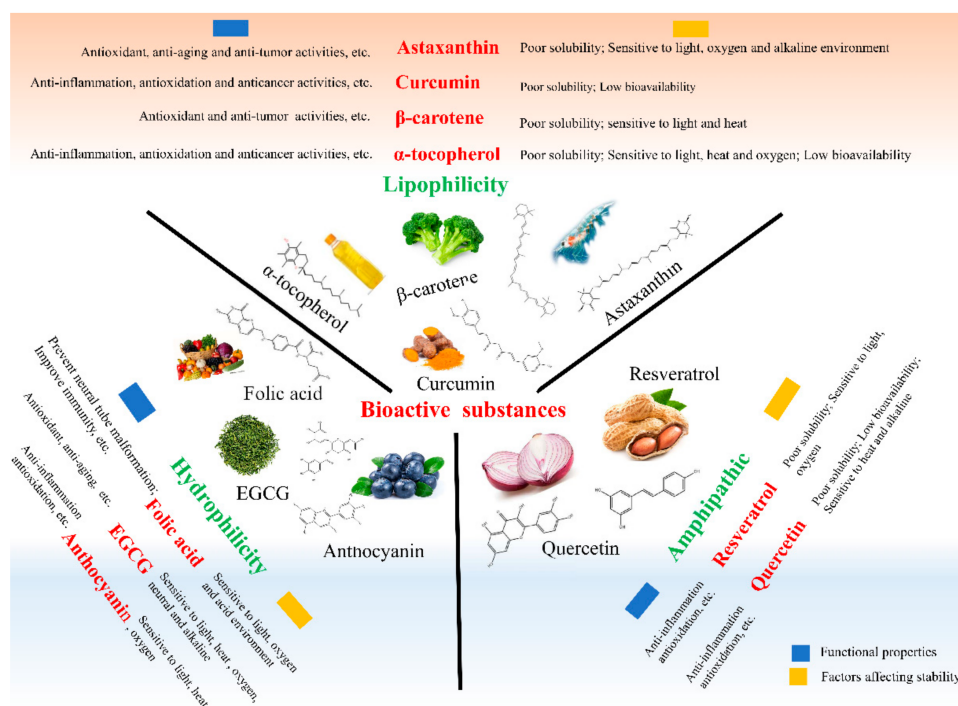 Antioxidant, anti-aging and anti-tumor activities, etc.
Astaxanthin
Poor solubility; Sensitive to light, oxygen and alkaline environment
Anti-inflammation, antioxidation and anticancer activities, etc.
Curcumin
Poor solubility; Low bioavailability
Antioxidant and anti-tumor activities, etc.
β-carotene
Poor solubility; sensitive to light and heat
Anti-inflammation, antioxidation and anticancer activities, etc.
α-tocopherol
Poor solubility; Sensitive to light, heat and oxygen; Low bioavailability
Lipophilicity
α-tocopherol
β-carotene
Astaxanthin
Curcumin
Bioactive substances
Folic acid
EGCG
Anthocyanin
Hydrophilicity
Prevent neural tube malformation;
Improve immunity, etc.
Folic acid
Sensitive to light, oxygen
and acid environment
Antioxidant, anti-aging, etc.
EGCG
Sensitive to light, heat , oxygen,
neutral and alkaline
Anti-inflammation
antioxidation, etc.
Anthocyanin
Sensitive to light, heat
, oxygen
Resveratrol
Quercetin
Amphipathic
Anti-inflammation
antioxidation, etc.
Resveratrol
Poor solubility; Sensitive to light,
oxygen
Anti-inflammation
antioxidation, etc.
Quercetin
Poor solubility; Low bioavailability;
Sensitive to heat and alkaline
Functional properties
Factors affecting stability